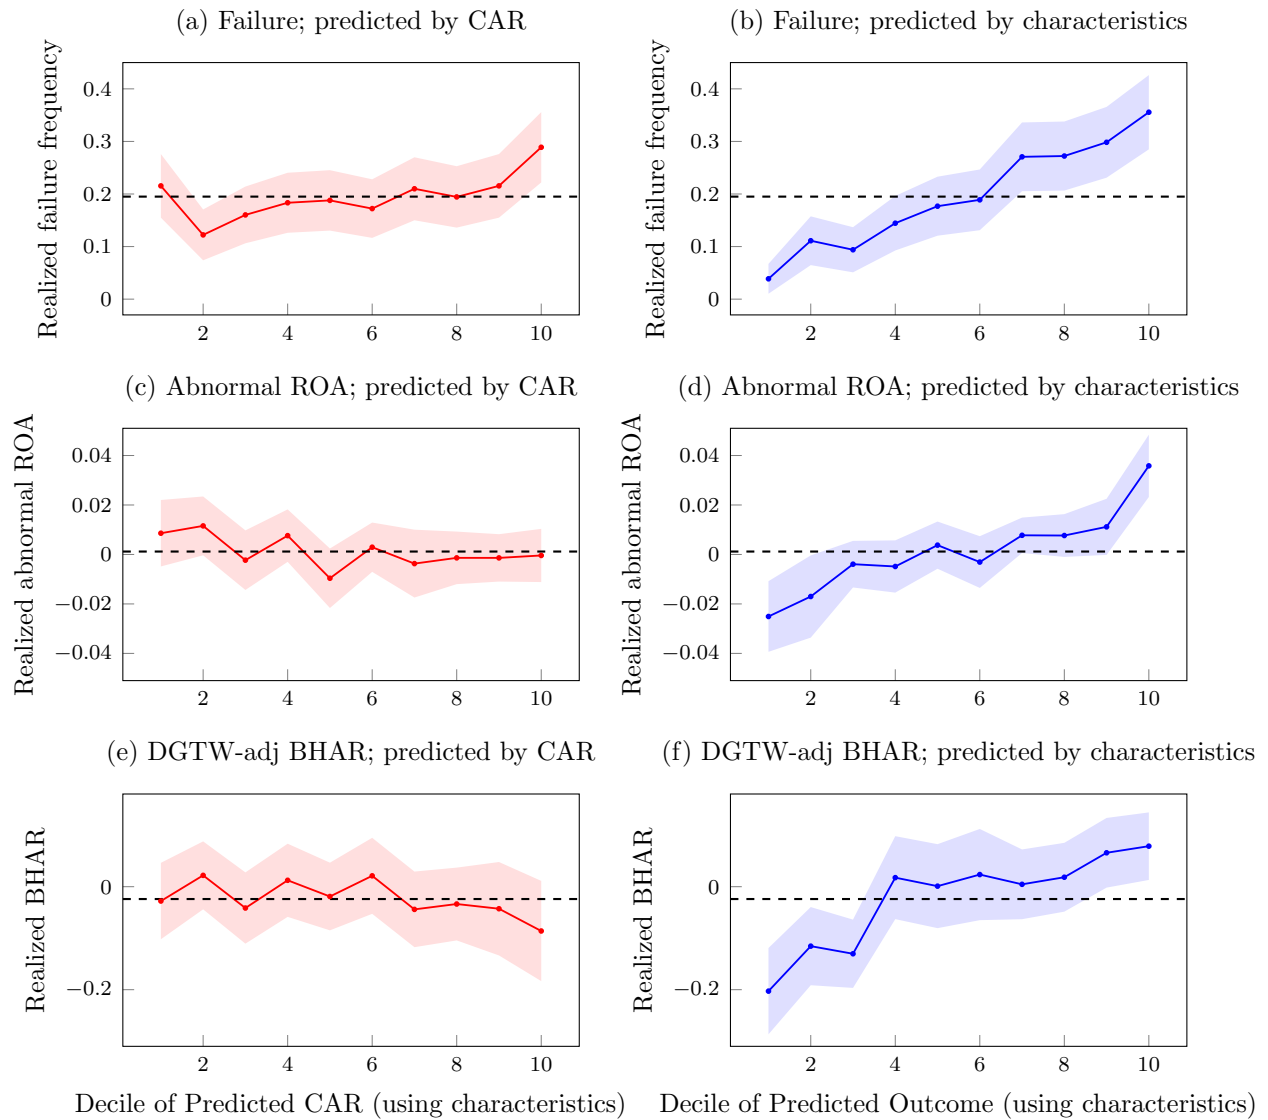 (a) Failure; predicted by CAR
Realized failure frequency
0.4
0.3
0.2
0.1
0
2 4 6 8 10
(b) Failure; predicted by characteristics
Realized failure frequency
0.4
0.3
0.2
0.1
0
2 4 6 8 10
(c) Abnormal ROA; predicted by CAR
Realized abnormal ROA
0.04
0.02
0
−0.02
−0.04
2 4 6 8 10
(d) Abnormal ROA; predicted by characteristics
Realized abnormal ROA
0.04
0.02
0
−0.02
−0.04
2 4 6 8 10
(e) DGTW-adj BHAR; predicted by CAR
Realized BHAR
0
−0.2
2 4 6 8 10
Decile of Predicted CAR (using characteristics)
(f) DGTW-adj BHAR; predicted by characteristics
Realized BHAR
0
−0.2
2 4 6 8 10
Decile of Predicted Outcome (using characteristics)